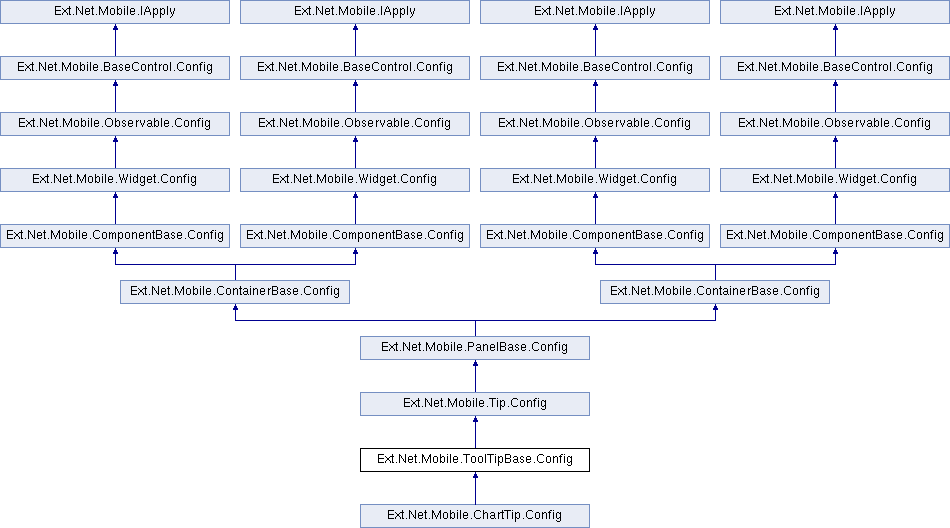 Ext.Net.Mobile.IApply
Ext.Net.Mobile.IApply
Ext.Net.Mobile.IApply
Ext.Net.Mobile.IApply
Ext.Net.Mobile.BaseControl.Config
Ext.Net.Mobile.BaseControl.Config
Ext.Net.Mobile.BaseControl.Config
Ext.Net.Mobile.BaseControl.Config
Ext.Net.Mobile.Observable.Config
Ext.Net.Mobile.Observable.Config
Ext.Net.Mobile.Observable.Config
Ext.Net.Mobile.Observable.Config
Ext.Net.Mobile.Widget.Config
Ext.Net.Mobile.Widget.Config
Ext.Net.Mobile.Widget.Config
Ext.Net.Mobile.Widget.Config
Ext.Net.Mobile.ComponentBase.Config
Ext.Net.Mobile.ComponentBase.Config
Ext.Net.Mobile.ComponentBase.Config
Ext.Net.Mobile.ComponentBase.Config
Ext.Net.Mobile.ContainerBase.Config
Ext.Net.Mobile.ContainerBase.Config
Ext.Net.Mobile.PanelBase.Config
Ext.Net.Mobile.Tip.Config
Ext.Net.Mobile.ToolTipBase.Config
Ext.Net.Mobile.ChartTip.Config